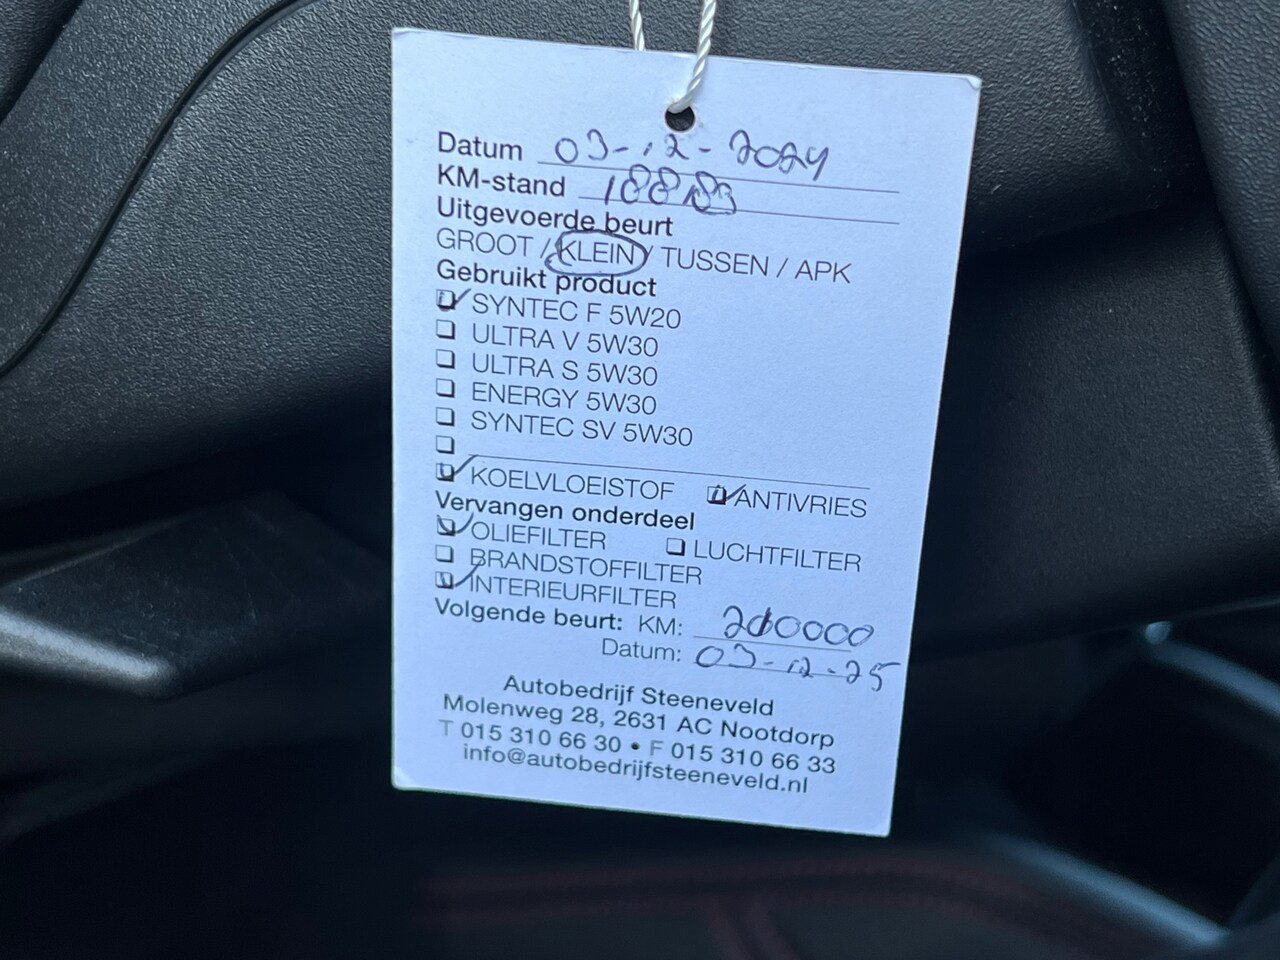 Datum 03-12-2024
KM-stand 188183
Uitgevoerde beurt
GROOT / KLEIN / TUSSEN / APK
Gebruikt product
SYNTEC F 5W20
ULTRA V 5W30
ULTRA S 5W30
ENERGY 5W30
SYNTEC SV 5W30
KOELVLOEISTOF ANTIVRIES
Vervangen onderdeel
OLIEFILTER LUCHTFILTER
BRANDSTOFFILTER
INTERIEURFILTER
Volgende beurt: KM:
Datum: 03-12-25
Autobedrijf Steeneveld
Molenweg 28, 2631 AC Nootdorp
T 015 310 66 30 • F 015 310 66 33
info@autobedrijfsteeneveld.nl